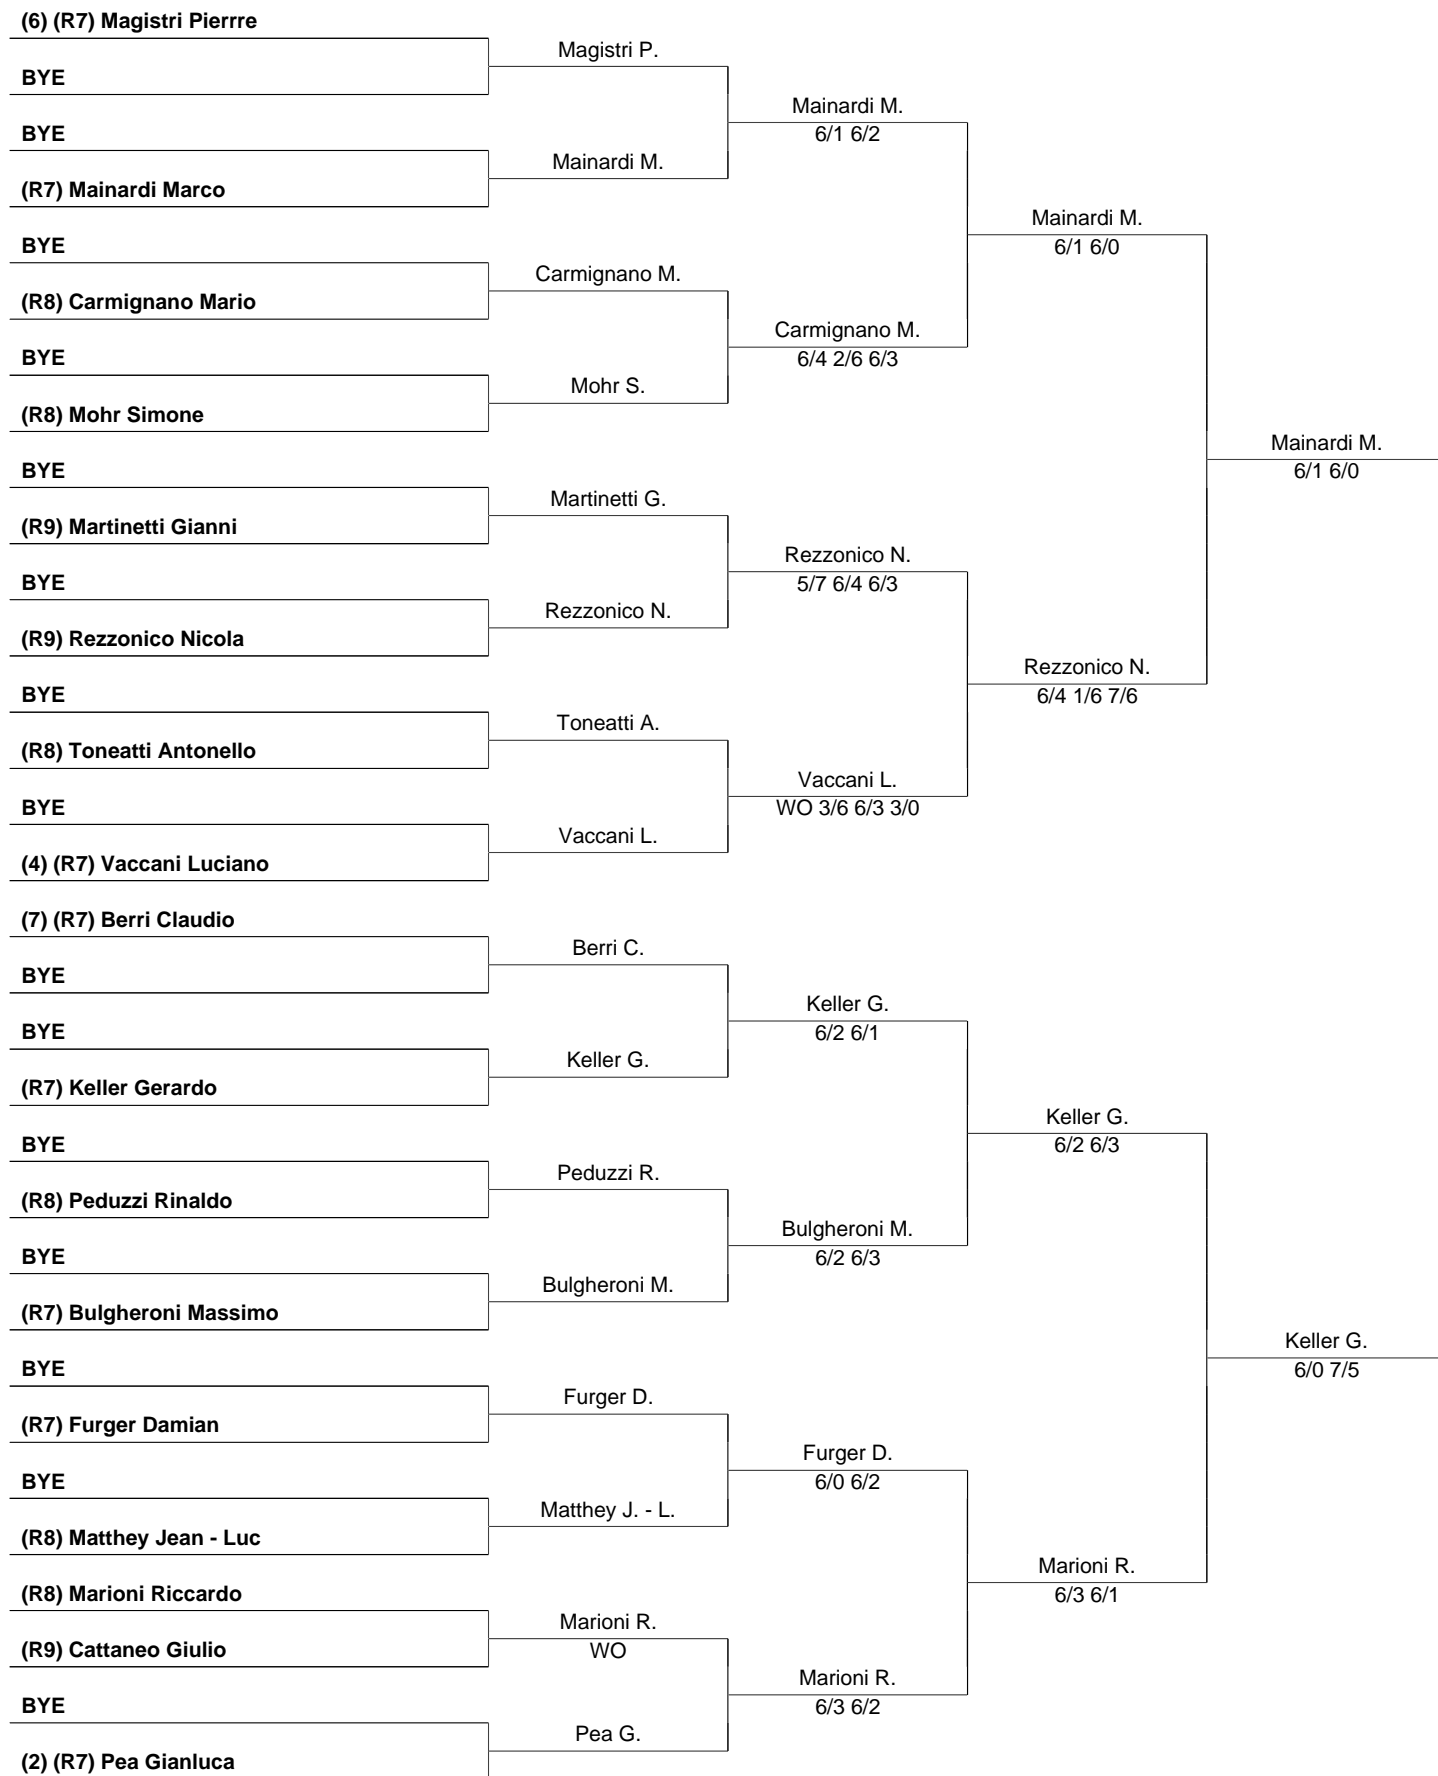 (6) (R7) Magistri Pierrre
Magistri P.
BYE
Mainardi M.
6/1 6/2
BYE
Mainardi M.
(R7) Mainardi Marco
Mainardi M.
6/1 6/0
BYE
Carmignano M.
(R8) Carmignano Mario
Carmignano M.
6/4 2/6 6/3
BYE
Mohr S.
(R8) Mohr Simone
Mainardi M.
6/1 6/0
BYE
Martinetti G.
(R9) Martinetti Gianni
Rezzonico N.
5/7 6/4 6/3
BYE
Rezzonico N.
(R9) Rezzonico Nicola
Rezzonico N.
6/4 1/6 7/6
BYE
Toneatti A.
(R8) Toneatti Antonello
Vaccani L.
WO 3/6 6/3 3/0
BYE
Vaccani L.
(4) (R7) Vaccani Luciano
(7) (R7) Berri Claudio
Berri C.
BYE
Keller G.
6/2 6/1
BYE
Keller G.
(R7) Keller Gerardo
Keller G.
6/2 6/3
BYE
Peduzzi R.
(R8) Peduzzi Rinaldo
Bulgheroni M.
6/2 6/3
BYE
Bulgheroni M.
(R7) Bulgheroni Massimo
Keller G.
6/0 7/5
BYE
Furger D.
(R7) Furger Damian
Furger D.
6/0 6/2
BYE
Matthey J. - L.
(R8) Matthey Jean - Luc
Marioni R.
6/3 6/1
(R8) Marioni Riccardo
Marioni R.
WO
(R9) Cattaneo Giulio
Marioni R.
6/3 6/2
BYE
Pea G.
(2) (R7) Pea Gianluca